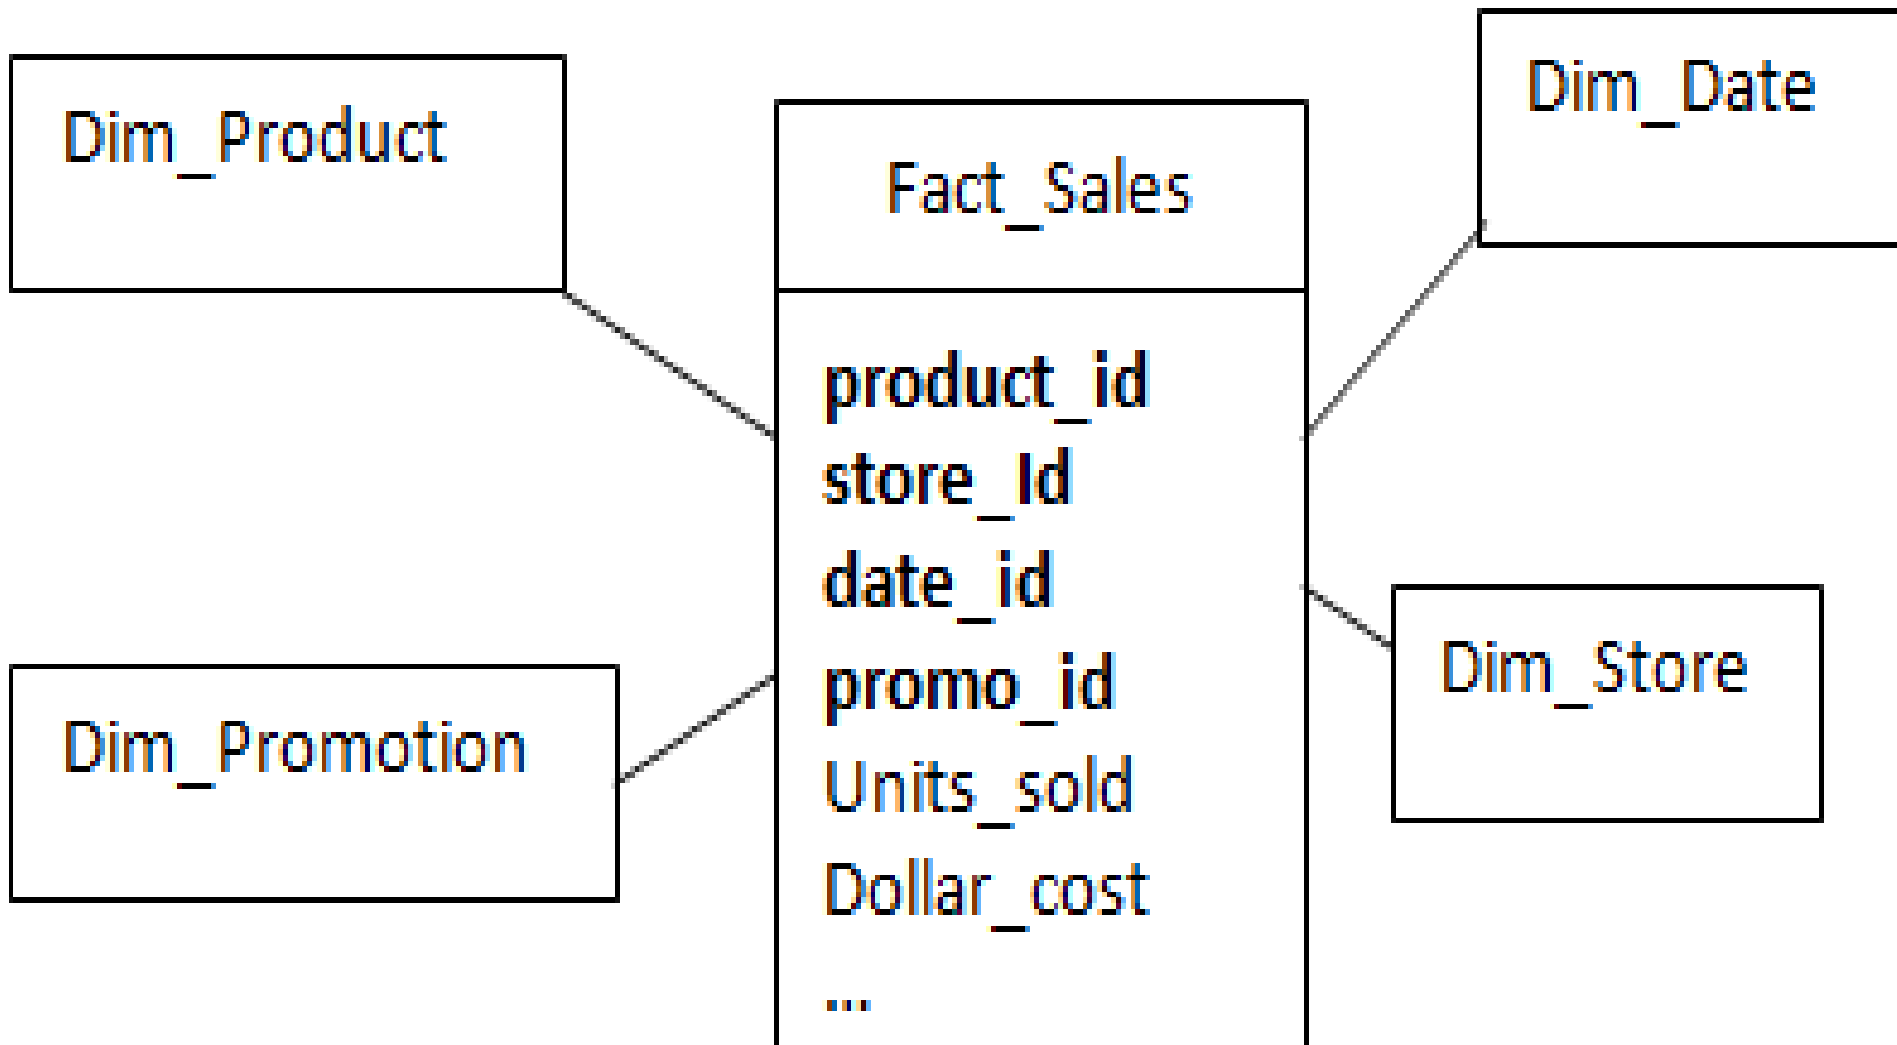 Dim_Product
Dim_Promotion
Fact_Sales
product_id
store_Id
date_id
promo_id
Units_sold
Dollar_cost
...
Dim_Date
Dim_Store